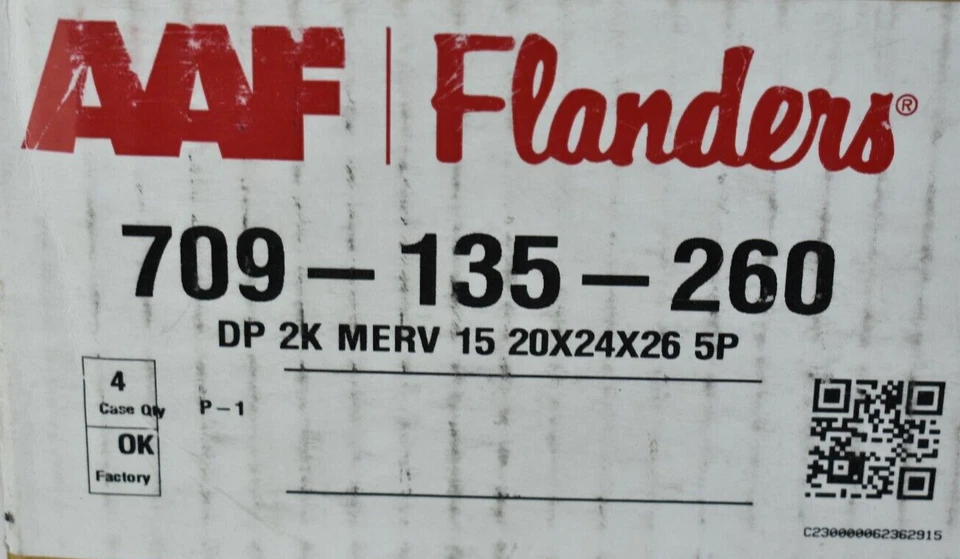 AAF | Flanders®
709-135-260
DP 2K MERV 15 20X24X26 5P
4
Case Qty P-1
OK
Factory
C230000062362915